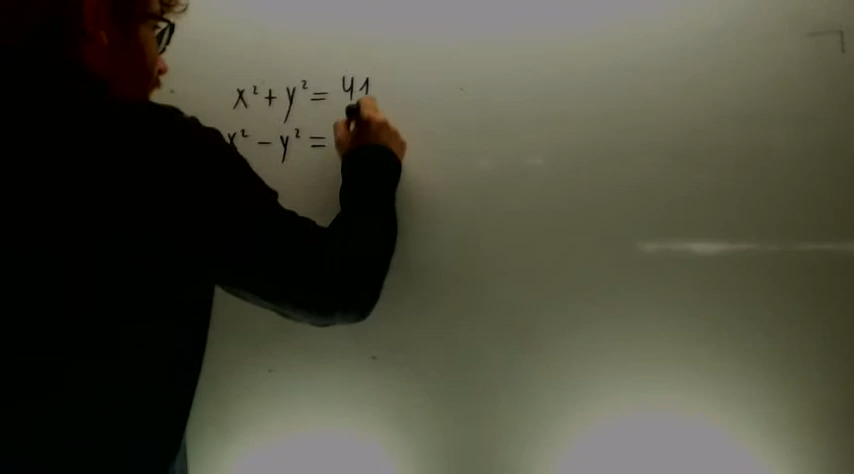 x² + y² = 41
x² - y² =